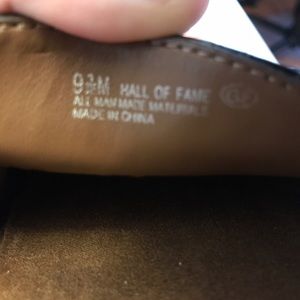 9½M HALL OF FAME
ALL MAN MADE MATERIALS
MADE IN CHINA